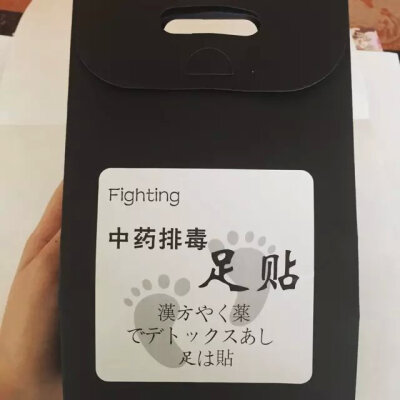 Fighting
中药排毒
足贴
漢方やく薬
でデトックスあし
足は貼